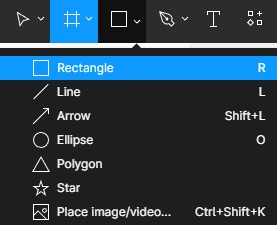 T
Rectangle R
Line L
Arrow Shift+L
Ellipse O
Polygon
Star
Place image/video... Ctrl+Shift+K